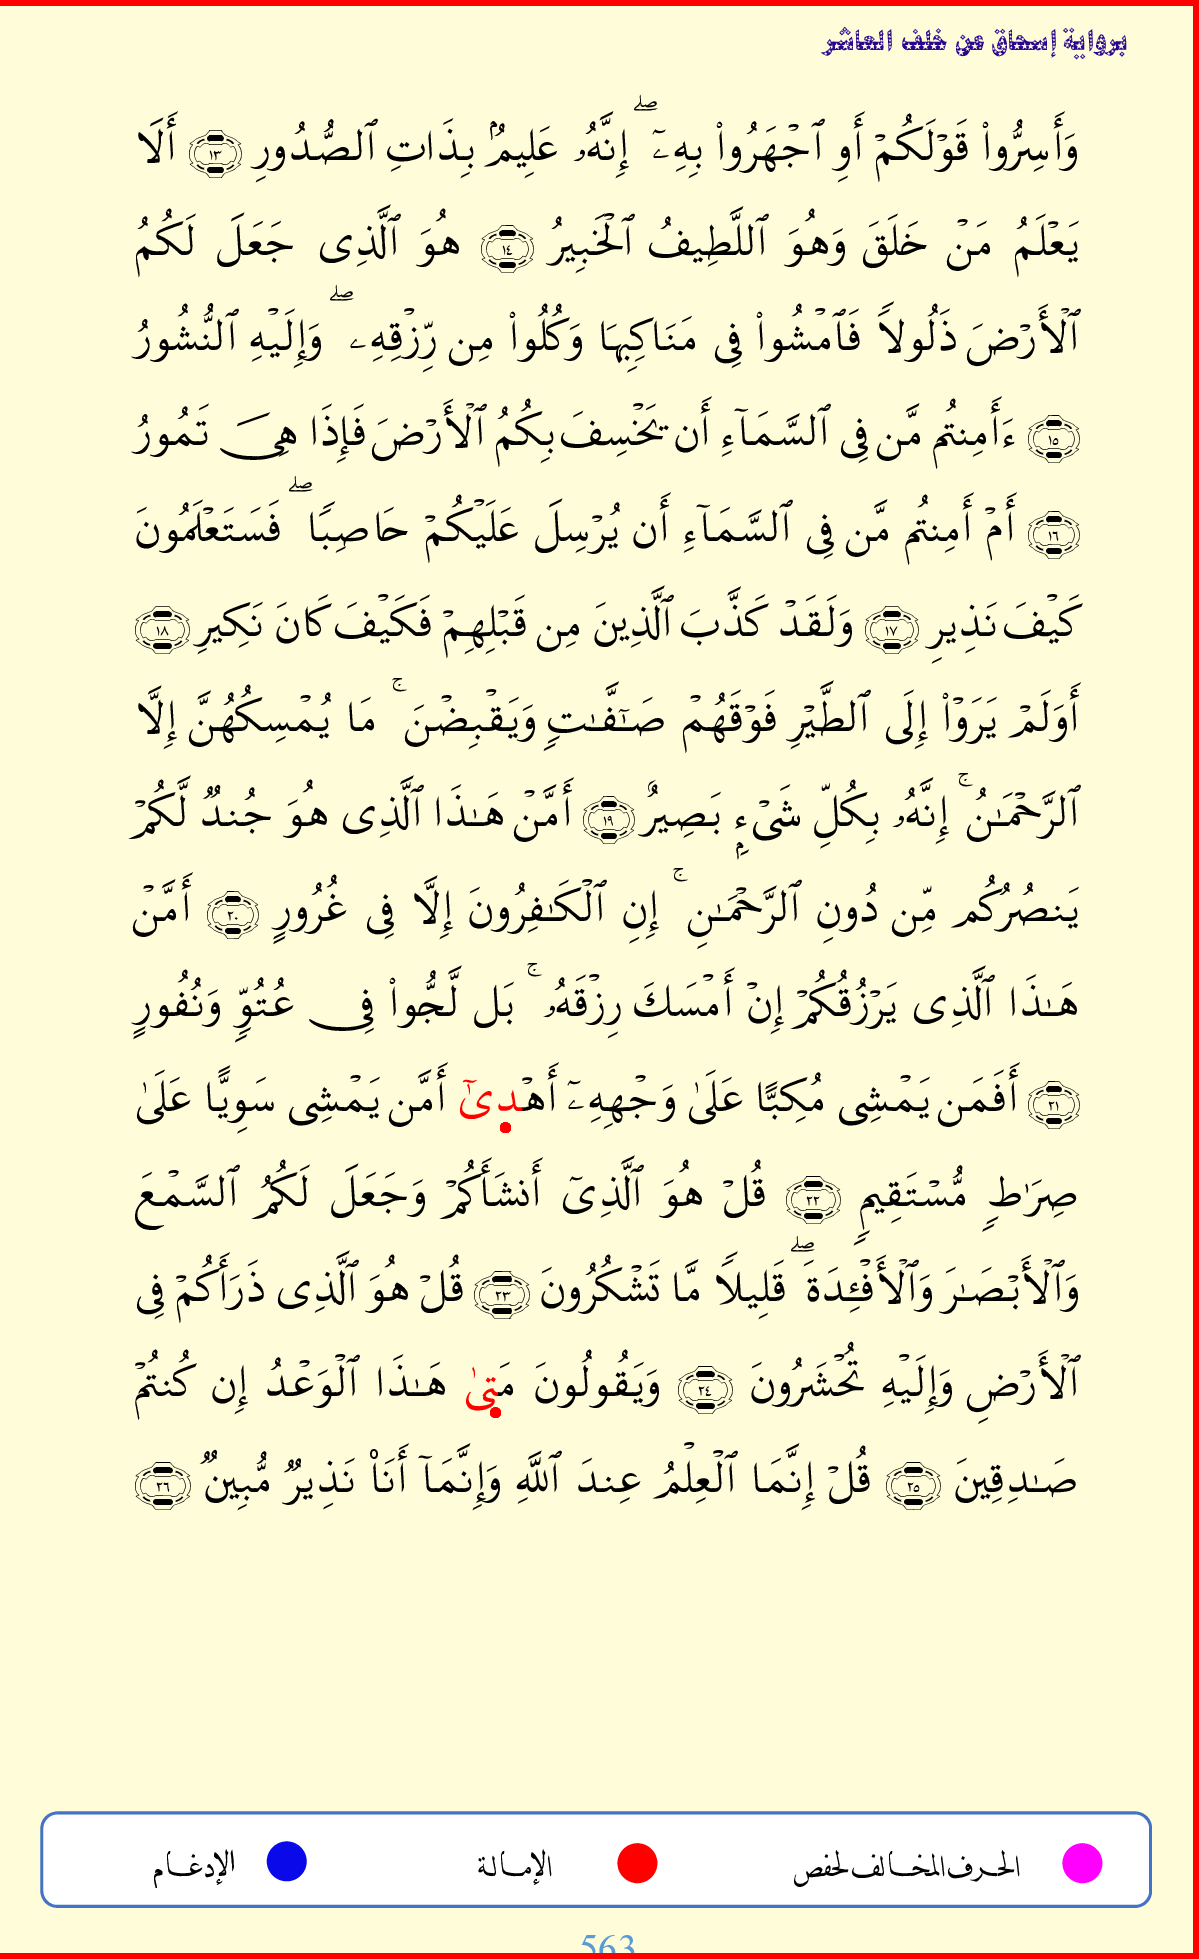 برواية إسحاق عن خلف العاشر
وَأَسِرُّوا۟ قَوۡلَكُمۡ أَوِ ٱجۡهَرُوا۟ بِهِۦٓۖ إِنَّهُۥ عَلِيمُۢ بِذَاتِ ٱلصُّدُورِ ١٣ أَلَا
يَعۡلَمُ مَنۡ خَلَقَ وَهُوَ ٱللَّطِيفُ ٱلۡخَبِيرُ ١٤ هُوَ ٱلَّذِى جَعَلَ لَكُمُ
ٱلۡأَرۡضَ ذَلُولًا فَٱمۡشُوا۟ فِى مَنَاكِبِهَا وَكُلُوا۟ مِن رِّزۡقِهِۦۖ وَإِلَيۡهِ ٱلنُّشُورُ
١٥ ءَأَمِنتُم مَّن فِى ٱلسَّمَآءِ أَن يَخۡسِفَ بِكُمُ ٱلۡأَرۡضَ فَإِذَا هِىَ تَمُورُ
١٦ أَمۡ أَمِنتُم مَّن فِى ٱلسَّمَآءِ أَن يُرۡسِلَ عَلَيۡكُمۡ حَاصِبًاۖ فَسَتَعۡلَمُونَ
كَيۡفَ نَذِيرِ ١٧ وَلَقَدۡ كَذَّبَ ٱلَّذِينَ مِن قَبۡلِهِمۡ فَكَيۡفَ كَانَ نَكِيرِ ١٨
أَوَلَمۡ يَرَوۡا۟ إِلَى ٱلطَّيۡرِ فَوۡقَهُمۡ صَـٰٓفَّـٰتٍ وَيَقۡبِضۡنَۚ مَا يُمۡسِكُهُنَّ إِلَّا
ٱلرَّحۡمَـٰنُۚ إِنَّهُۥ بِكُلِّ شَىۡءِۭ بَصِيرٌ ١٩ أَمَّنۡ هَـٰذَا ٱلَّذِى هُوَ جُندٌ لَّكُمۡ
يَنصُرُكُم مِّن دُونِ ٱلرَّحۡمَـٰنِۚ إِنِ ٱلۡكَـٰفِرُونَ إِلَّا فِى غُرُورٍ ٢٠ أَمَّنۡ
هَـٰذَا ٱلَّذِى يَرۡزُقُكُمۡ إِنۡ أَمۡسَكَ رِزۡقَهُۥۚ بَل لَّجُّوا۟ فِى عُتُوٍّ وَنُفُورٍ
٢١ أَفَمَن يَمۡشِى مُكِبًّا عَلَىٰ وَجۡهِهِۦٓ أَهۡدِىٰٓ أَمَّن يَمۡشِى سَوِيًّا عَلَىٰ
صِرَٰطٍ مُّسۡتَقِيمٍ ٢٢ قُلۡ هُوَ ٱلَّذِىٓ أَنشَأَكُمۡ وَجَعَلَ لَكُمُ ٱلسَّمۡعَ
وَٱلۡأَبۡصَـٰرَ وَٱلۡأَفۡـِٔدَةَۖ قَلِيلًا مَّا تَشۡكُرُونَ ٢٣ قُلۡ هُوَ ٱلَّذِى ذَرَأَكُمۡ فِى
ٱلۡأَرۡضِ وَإِلَيۡهِ تُحۡشَرُونَ ٢٤ وَيَقُولُونَ مَتِىٰ هَـٰذَا ٱلۡوَعۡدُ إِن كُنتُمۡ
صَـٰدِقِينَ ٢٥ قُلۡ إِنَّمَا ٱلۡعِلۡمُ عِندَ ٱللَّهِ وَإِنَّمَآ أَنَا۠ نَذِيرٌ مُّبِينٌ ٢٦
الحرف المخالف لحفص الإمالة الإدغام
563